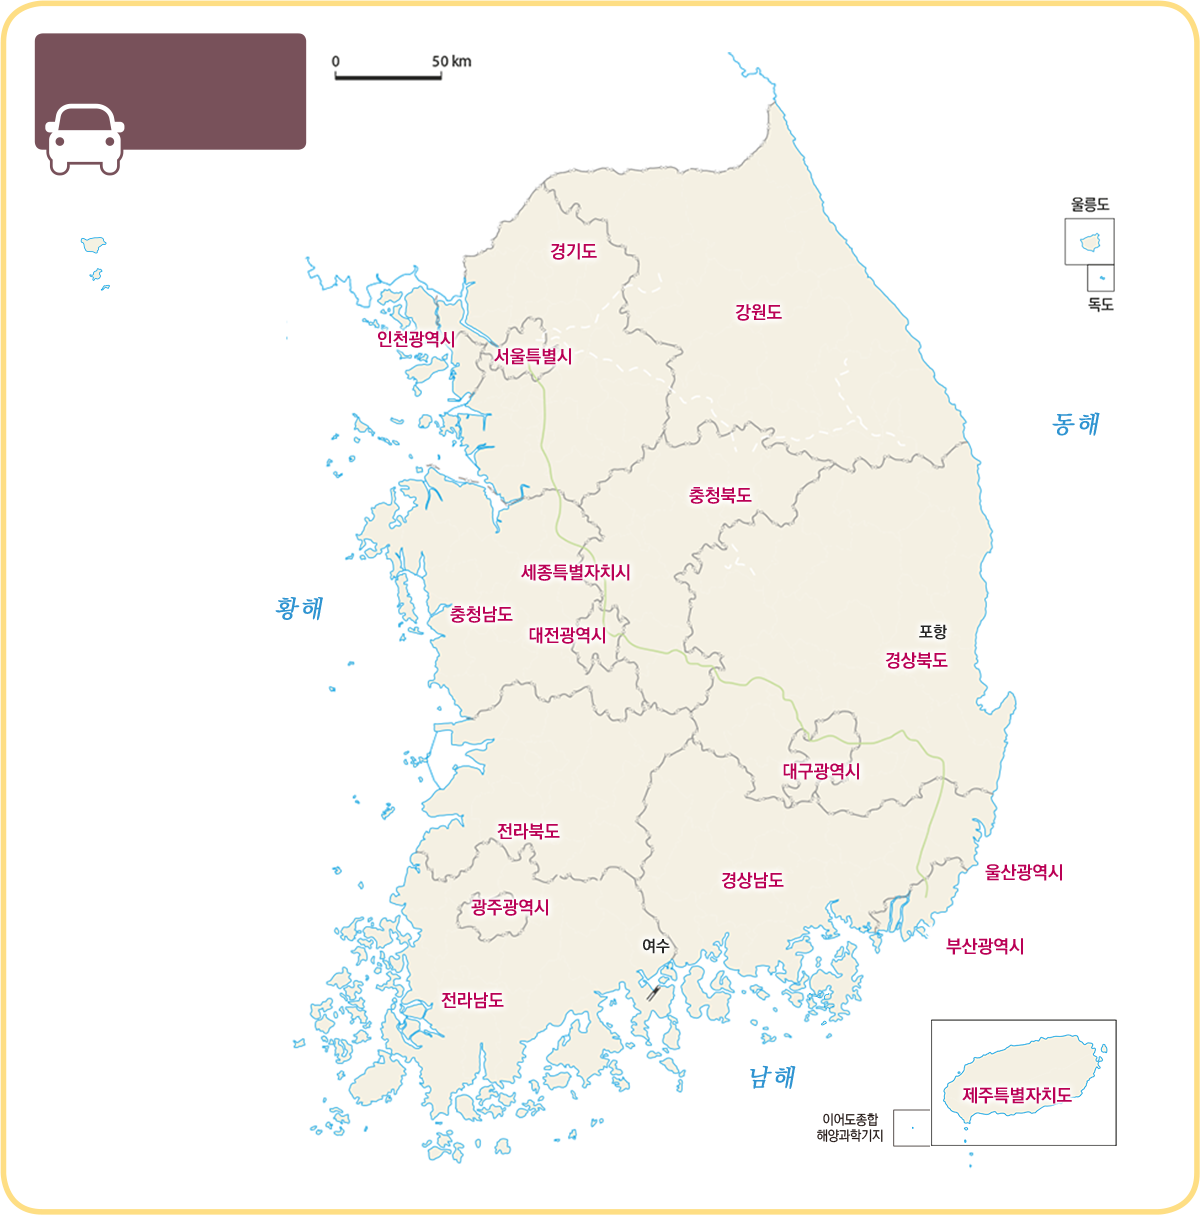 0 50 km
울릉도
경기도
독도
강원도
인천광역시
서울특별시
동해
충청북도
세종특별자치시
황해
충청남도
포항
대전광역시
경상북도
대구광역시
전라북도
울산광역시
경상남도
광주광역시
여수
부산광역시
전라남도
남해
제주특별자치도
이어도종합
해양과학기지